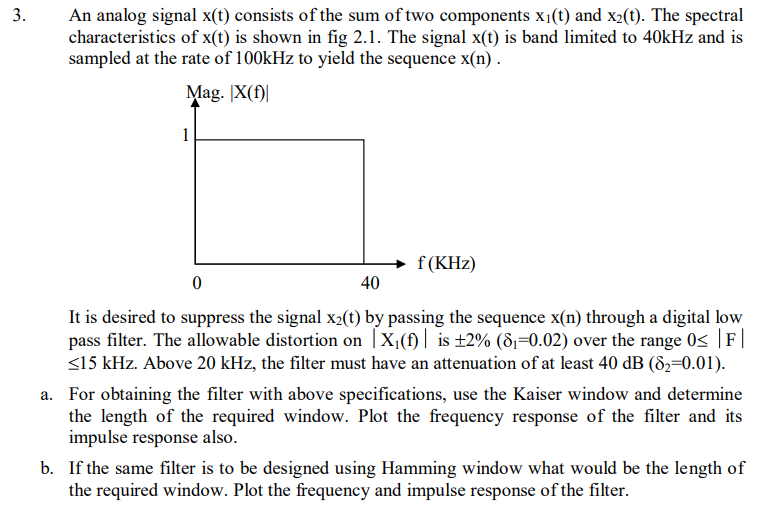 3. An analog signal x(t) consists of the sum of two components x₁(t) and x₂(t). The spectral
characteristics of x(t) is shown in fig 2.1. The signal x(t) is band limited to 40kHz and is
sampled at the rate of 100kHz to yield the sequence x(n) .
Mag. |X(f)|
1
f (KHz)
0 40
It is desired to suppress the signal x₂(t) by passing the sequence x(n) through a digital low
pass filter. The allowable distortion on |X₁(f)| is ±2% (δ₁=0.02) over the range 0≤ |F|
≤15 kHz. Above 20 kHz, the filter must have an attenuation of at least 40 dB (δ₂=0.01).
a. For obtaining the filter with above specifications, use the Kaiser window and determine
the length of the required window. Plot the frequency response of the filter and its
impulse response also.
b. If the same filter is to be designed using Hamming window what would be the length of
the required window. Plot the frequency and impulse response of the filter.